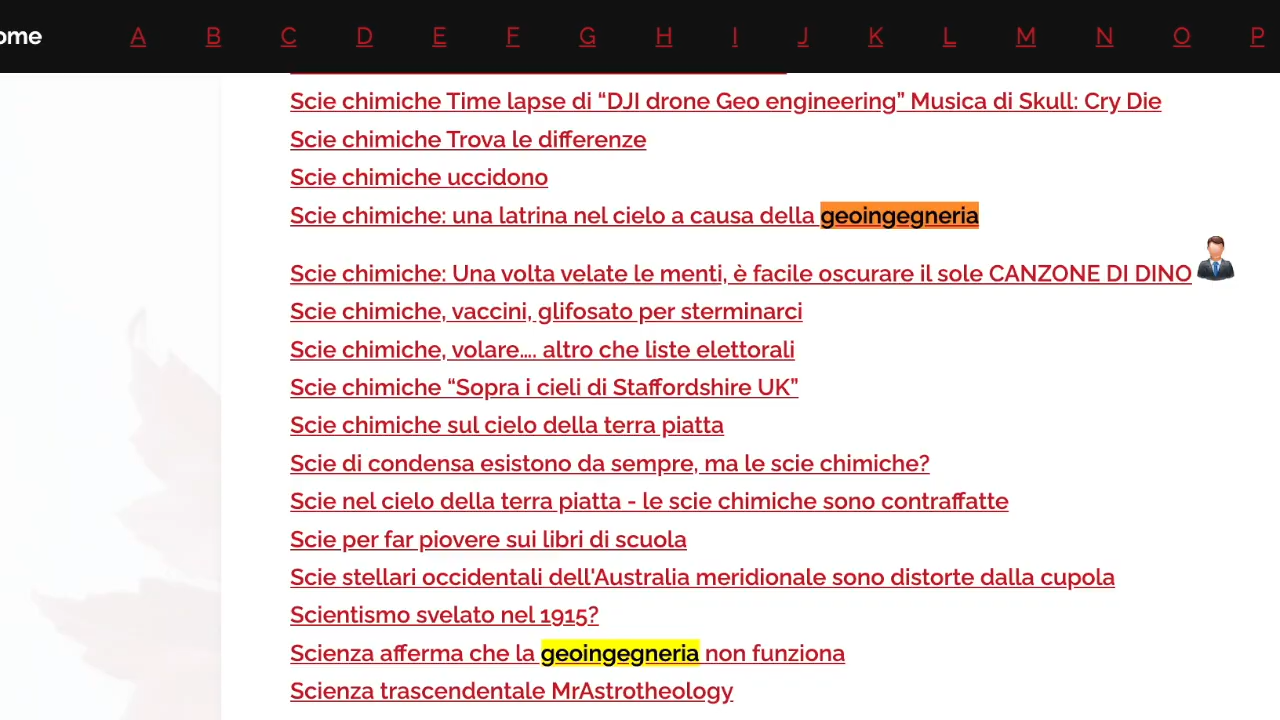 ome A B C D E F G H I J K L M N O P
Scie chimiche Time lapse di “DJI drone Geo engineering” Musica di Skull: Cry Die
Scie chimiche Trova le differenze
Scie chimiche uccidono
Scie chimiche: una latrina nel cielo a causa della geoingegneria
Scie chimiche: Una volta velate le menti, è facile oscurare il sole CANZONE DI DINO
Scie chimiche, vaccini, glifosato per sterminarci
Scie chimiche, volare…. altro che liste elettorali
Scie chimiche “Sopra i cieli di Staffordshire UK”
Scie chimiche sul cielo della terra piatta
Scie di condensa esistono da sempre, ma le scie chimiche?
Scie nel cielo della terra piatta - le scie chimiche sono contraffatte
Scie per far piovere sui libri di scuola
Scie stellari occidentali dell'Australia meridionale sono distorte dalla cupola
Scientismo svelato nel 1915?
Scienza afferma che la geoingegneria non funziona
Scienza trascendentale MrAstrotheology